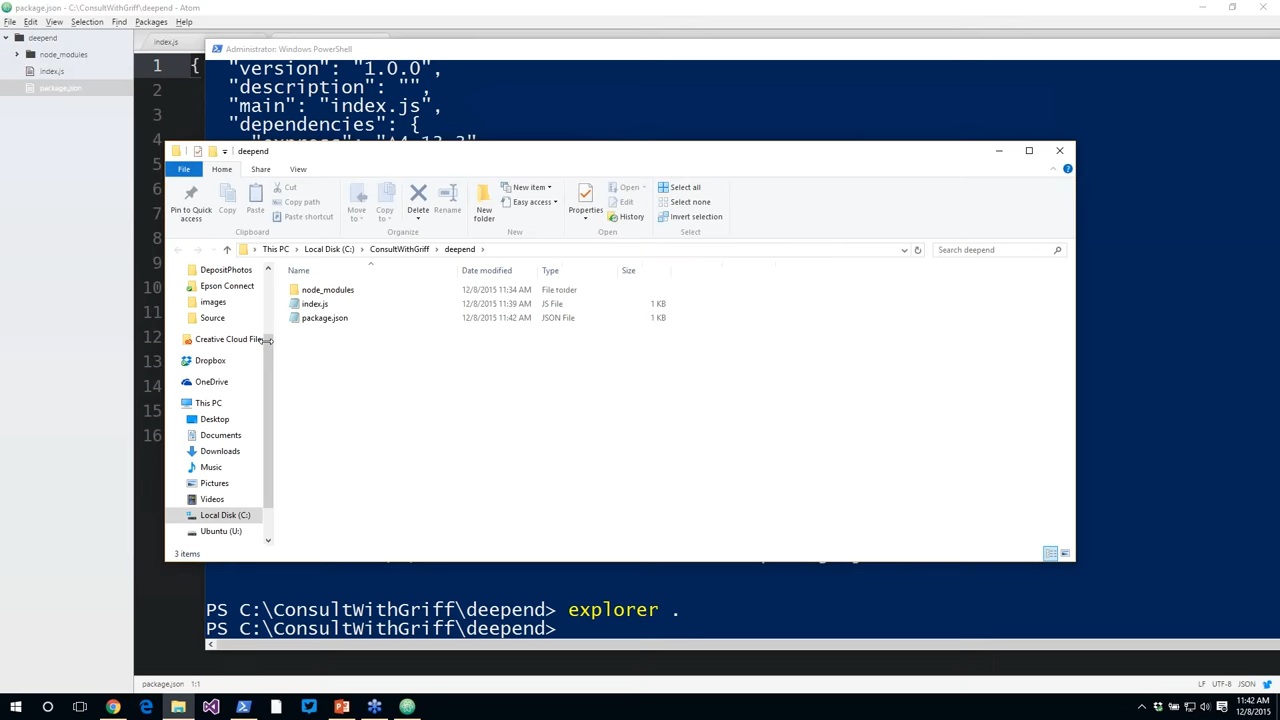 package.json - C:\ConsultWithGriff\deepend - Atom
File Edit View Selection Find Packages Help
deepend
node_modules
index.js
package.json
index.js
1 {
2
3
4
5
6
7
8
9
10
11
12
13
14
15
16
Administrator: Windows PowerShell
"version": "1.0.0",
"description": "",
"main": "index.js",
"dependencies": {
deepend
File Home Share View
Pin to Quick access
Copy
Paste
Cut
Copy path
Paste shortcut
Clipboard
Move to
Copy to
Delete
Rename
Organize
New folder
New item
Easy access
New
Properties
Open
Edit
History
Open
Select all
Select none
Invert selection
Select
This PC > Local Disk (C:) > ConsultWithGriff > deepend >
Search deepend
DepositPhotos
Epson Connect
images
Source
Creative Cloud File
Dropbox
OneDrive
This PC
Desktop
Documents
Downloads
Music
Pictures
Videos
Local Disk (C:)
Ubuntu (U:)
Name Date modified Type Size
node_modules 12/8/2015 11:34 AM File folder
index.js 12/8/2015 11:39 AM JS File 1 KB
package.json 12/8/2015 11:42 AM JSON File 1 KB
3 items
PS C:\ConsultWithGriff\deepend> explorer .
PS C:\ConsultWithGriff\deepend>
package.json 1:1
LF UTF-8 JSON
11:42 AM
12/8/2015